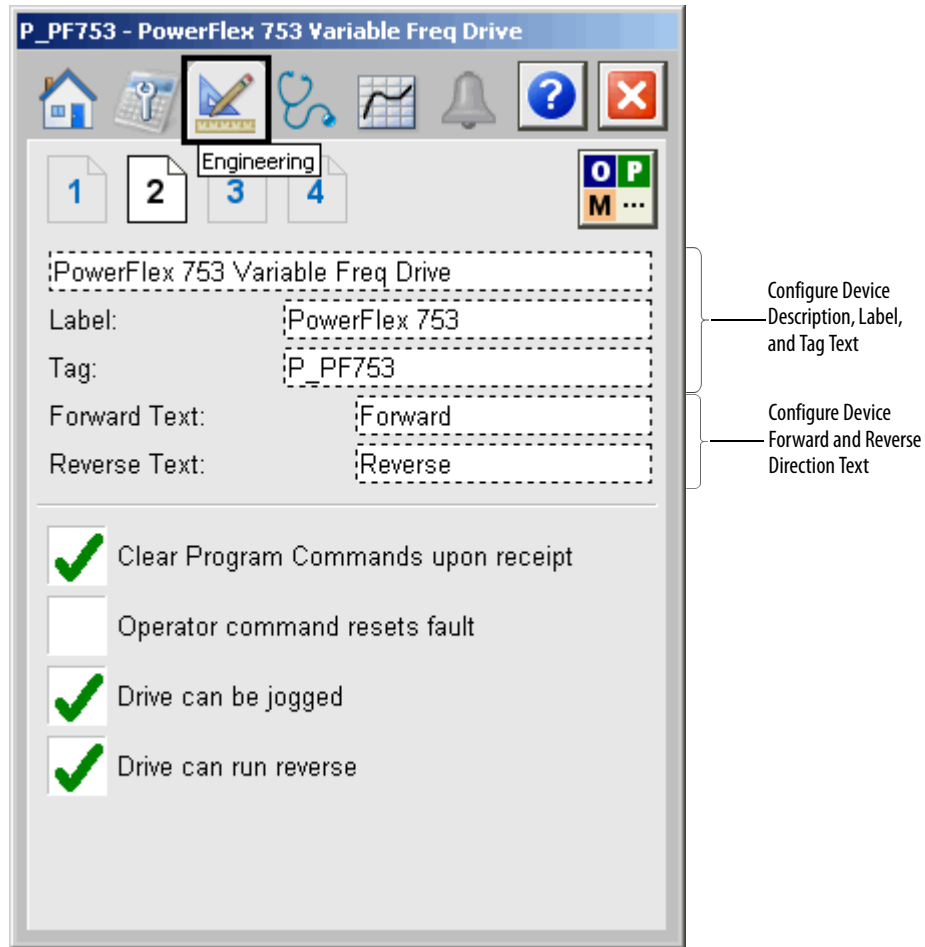 P_PF753 - PowerFlex 753 Variable Freq Drive
?
Engineering
1 2 3 4
O P
M ...
PowerFlex 753 Variable Freq Drive
Label: PowerFlex 753
Tag: P_PF753
Forward Text: Forward
Reverse Text: Reverse
Configure Device
Description, Label,
and Tag Text
Configure Device
Forward and Reverse
Direction Text
Clear Program Commands upon receipt
Operator command resets fault
Drive can be jogged
Drive can run reverse